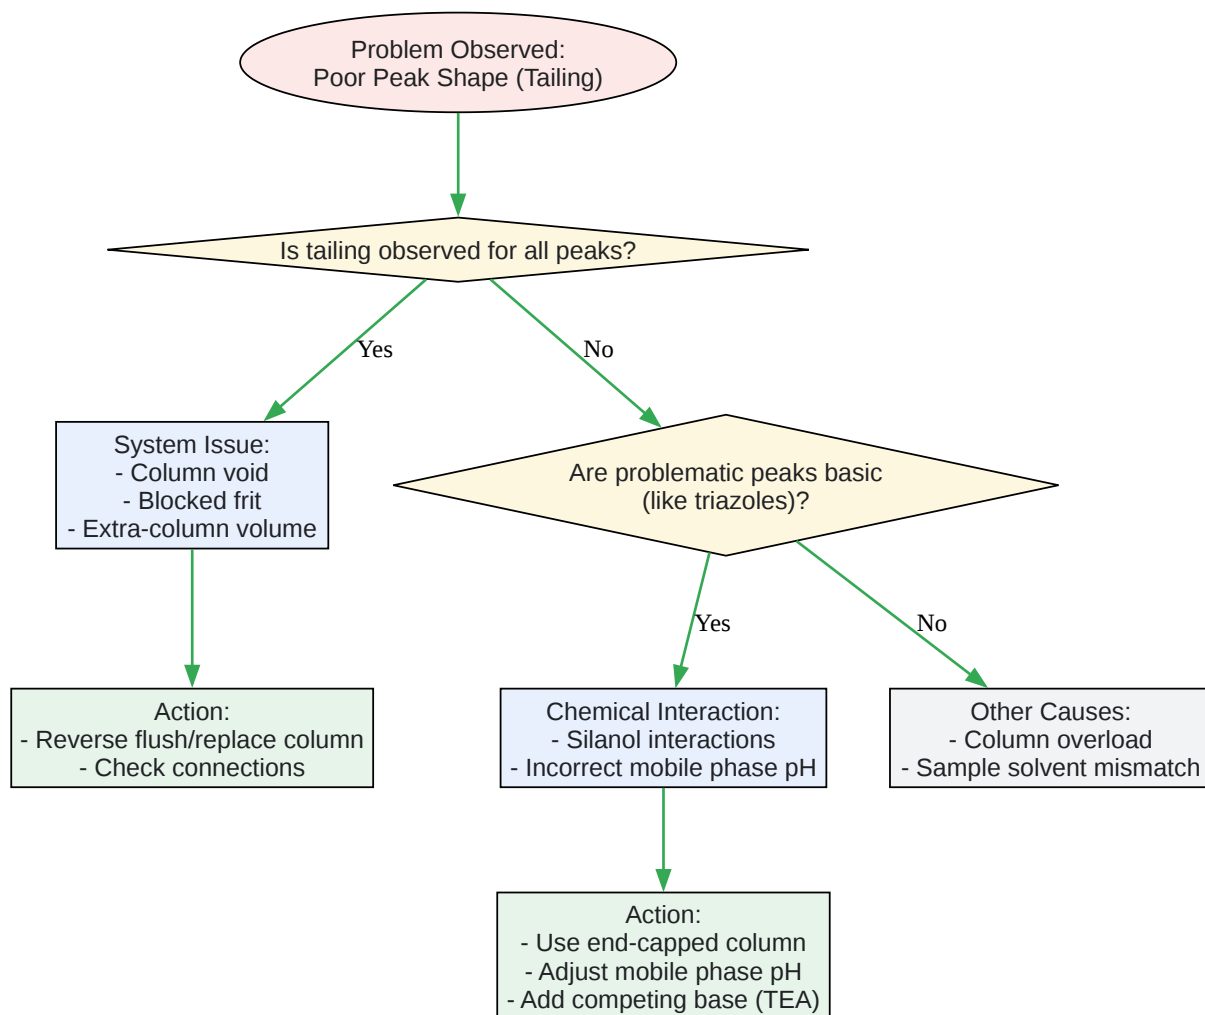 Problem Observed:
Poor Peak Shape (Tailing)
Is tailing observed for all peaks?
Yes
No
System Issue:
- Column void
- Blocked frit
- Extra-column volume
Are problematic peaks basic
(like triazoles)?
Yes
No
Action:
- Reverse flush/replace column
- Check connections
Chemical Interaction:
- Silanol interactions
- Incorrect mobile phase pH
Other Causes:
- Column overload
- Sample solvent mismatch
Action:
- Use end-capped column
- Adjust mobile phase pH
- Add competing base (TEA)